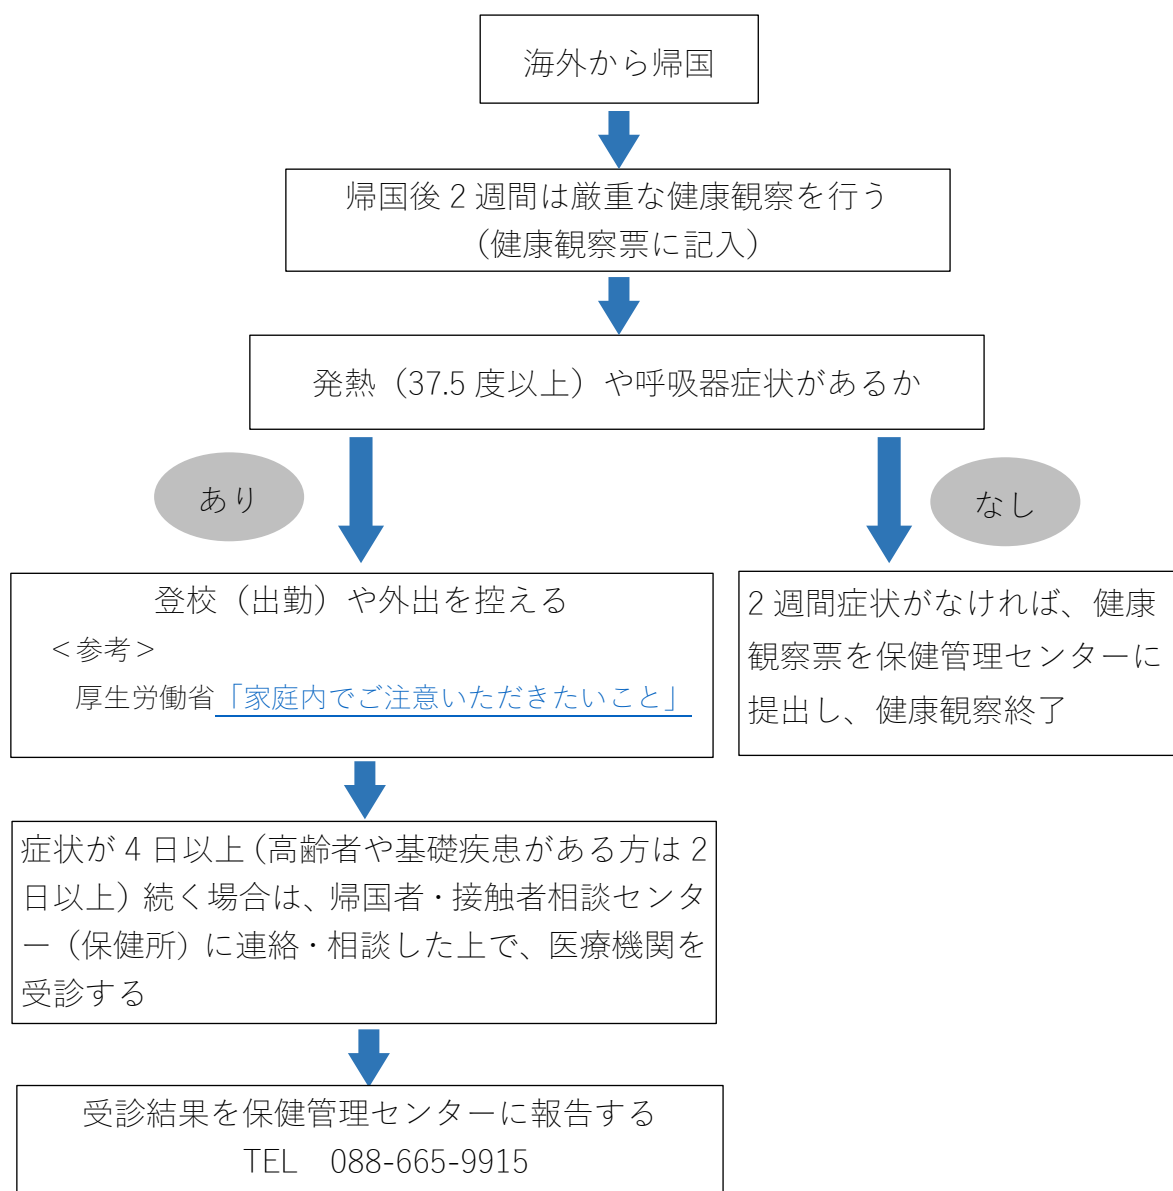 海外から帰国
帰国後 2 週間は厳重な健康観察を行う
（健康観察票に記入）
発熱（37.5 度以上）や呼吸器症状があるか
あり
なし
登校（出勤）や外出を控える
＜参考＞
厚生労働省「家庭内でご注意いただきたいこと」
2 週間症状がなければ、健康
観察票を保健管理センターに
提出し、健康観察終了
症状が 4 日以上（高齢者や基礎疾患がある方は 2
日以上）続く場合は、帰国者・接触者相談センタ
ー（保健所）に連絡・相談した上で、医療機関を
受診する
受診結果を保健管理センターに報告する
TEL　088-665-9915